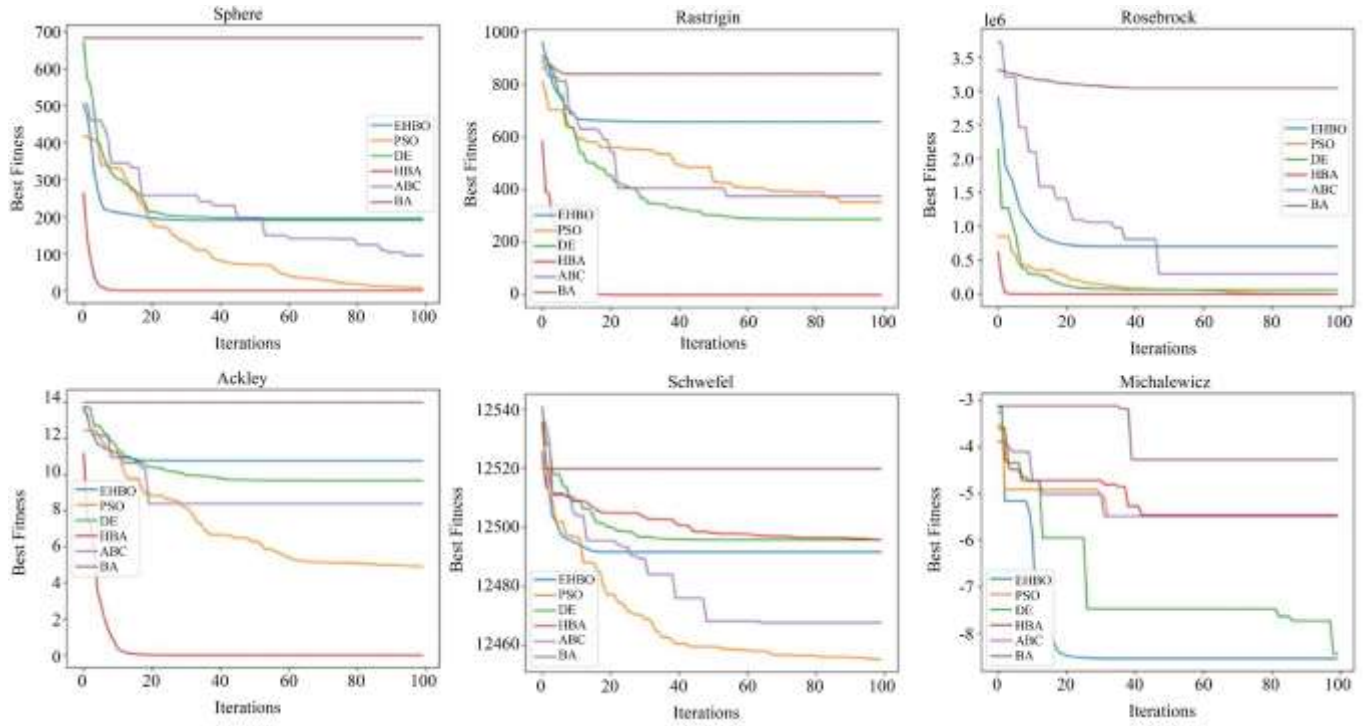 Sphere
700
600
500
400
300
200
100
0
Best Fitness
0 20 40 60 80 100
Iterations
EHBO
PSO
DE
HBA
ABC
BA
Rastrigin
1000
800
600
400
200
0
Best Fitness
0 20 40 60 80 100
Iterations
EHBO
PSO
DE
HBA
ABC
BA
Rosebrock
1e6
3.5
3.0
2.5
2.0
1.5
1.0
0.5
0.0
Best Fitness
0 20 40 60 80 100
Iterations
EHBO
PSO
DE
HBA
ABC
BA
Ackley
14
12
10
8
6
4
2
0
Best Fitness
0 20 40 60 80 100
Iterations
EHBO
PSO
DE
HBA
ABC
BA
Schwefel
12540
12520
12500
12480
12460
Best Fitness
0 20 40 60 80 100
Iterations
EHBO
PSO
DE
HBA
ABC
BA
Michalewicz
-3
-4
-5
-6
-7
-8
Best Fitness
0 20 40 60 80 100
Iterations
EHBO
PSO
DE
HBA
ABC
BA